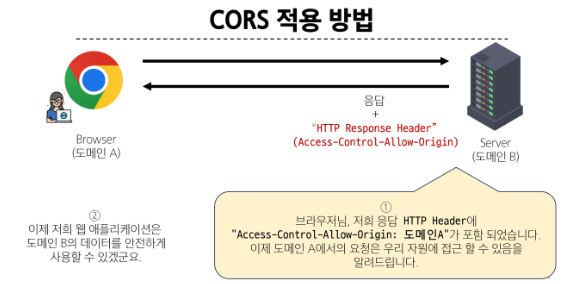 CORS 적용 방법
응답
+
“HTTP Response Header”
(Access-Control-Allow-Origin)
Browser
(도메인 A)
Server
(도메인 B)
①
브라우저님, 저희 응답 HTTP Header에
"Access-Control-Allow-Origin: 도메인A"가 포함 되었습니다.
이제 도메인 A에서의 요청은 우리 자원에 접근 할 수 있음을
알려드립니다.
②
이제 저희 웹 애플리케이션은
도메인 B의 데이터를 안전하게
사용할 수 있겠군요.